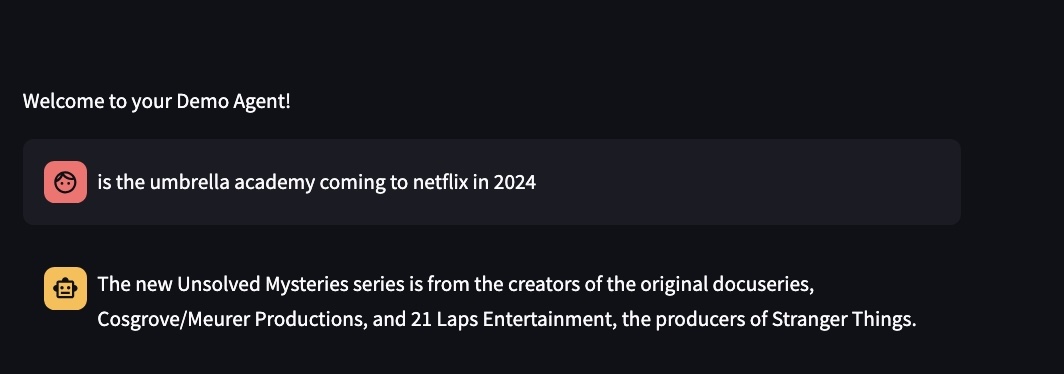 Welcome to your Demo Agent!
is the umbrella academy coming to netflix in 2024
The new Unsolved Mysteries series is from the creators of the original docuseries,
Cosgrove/Meurer Productions, and 21 Laps Entertainment, the producers of Stranger Things.